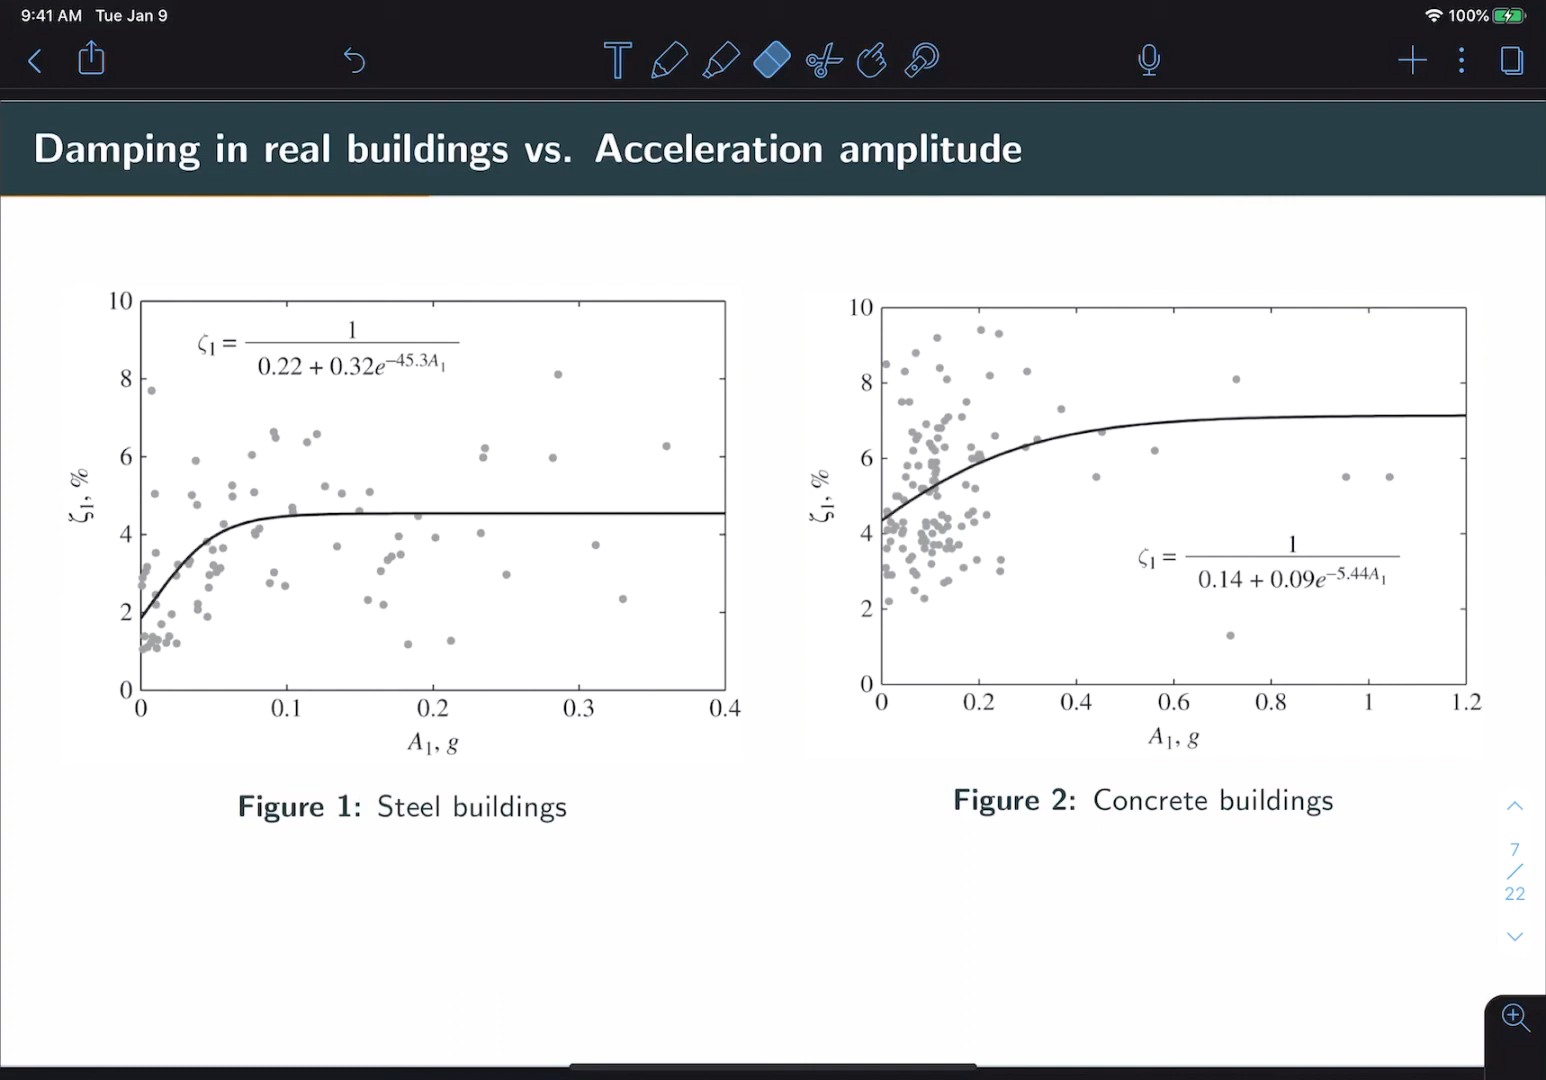 9:41 AM Tue Jan 9
100%
Damping in real buildings vs. Acceleration amplitude
10
8
6
4
2
0
ζ1, %
ζ1 = 1 / 0.22 + 0.32e^−45.3A1
0 0.1 0.2 0.3 0.4
A1, g
Figure 1: Steel buildings
10
8
6
4
2
0
ζ1, %
ζ1 = 1 / 0.14 + 0.09e^−5.44A1
0 0.2 0.4 0.6 0.8 1 1.2
A1, g
Figure 2: Concrete buildings
7
/
22